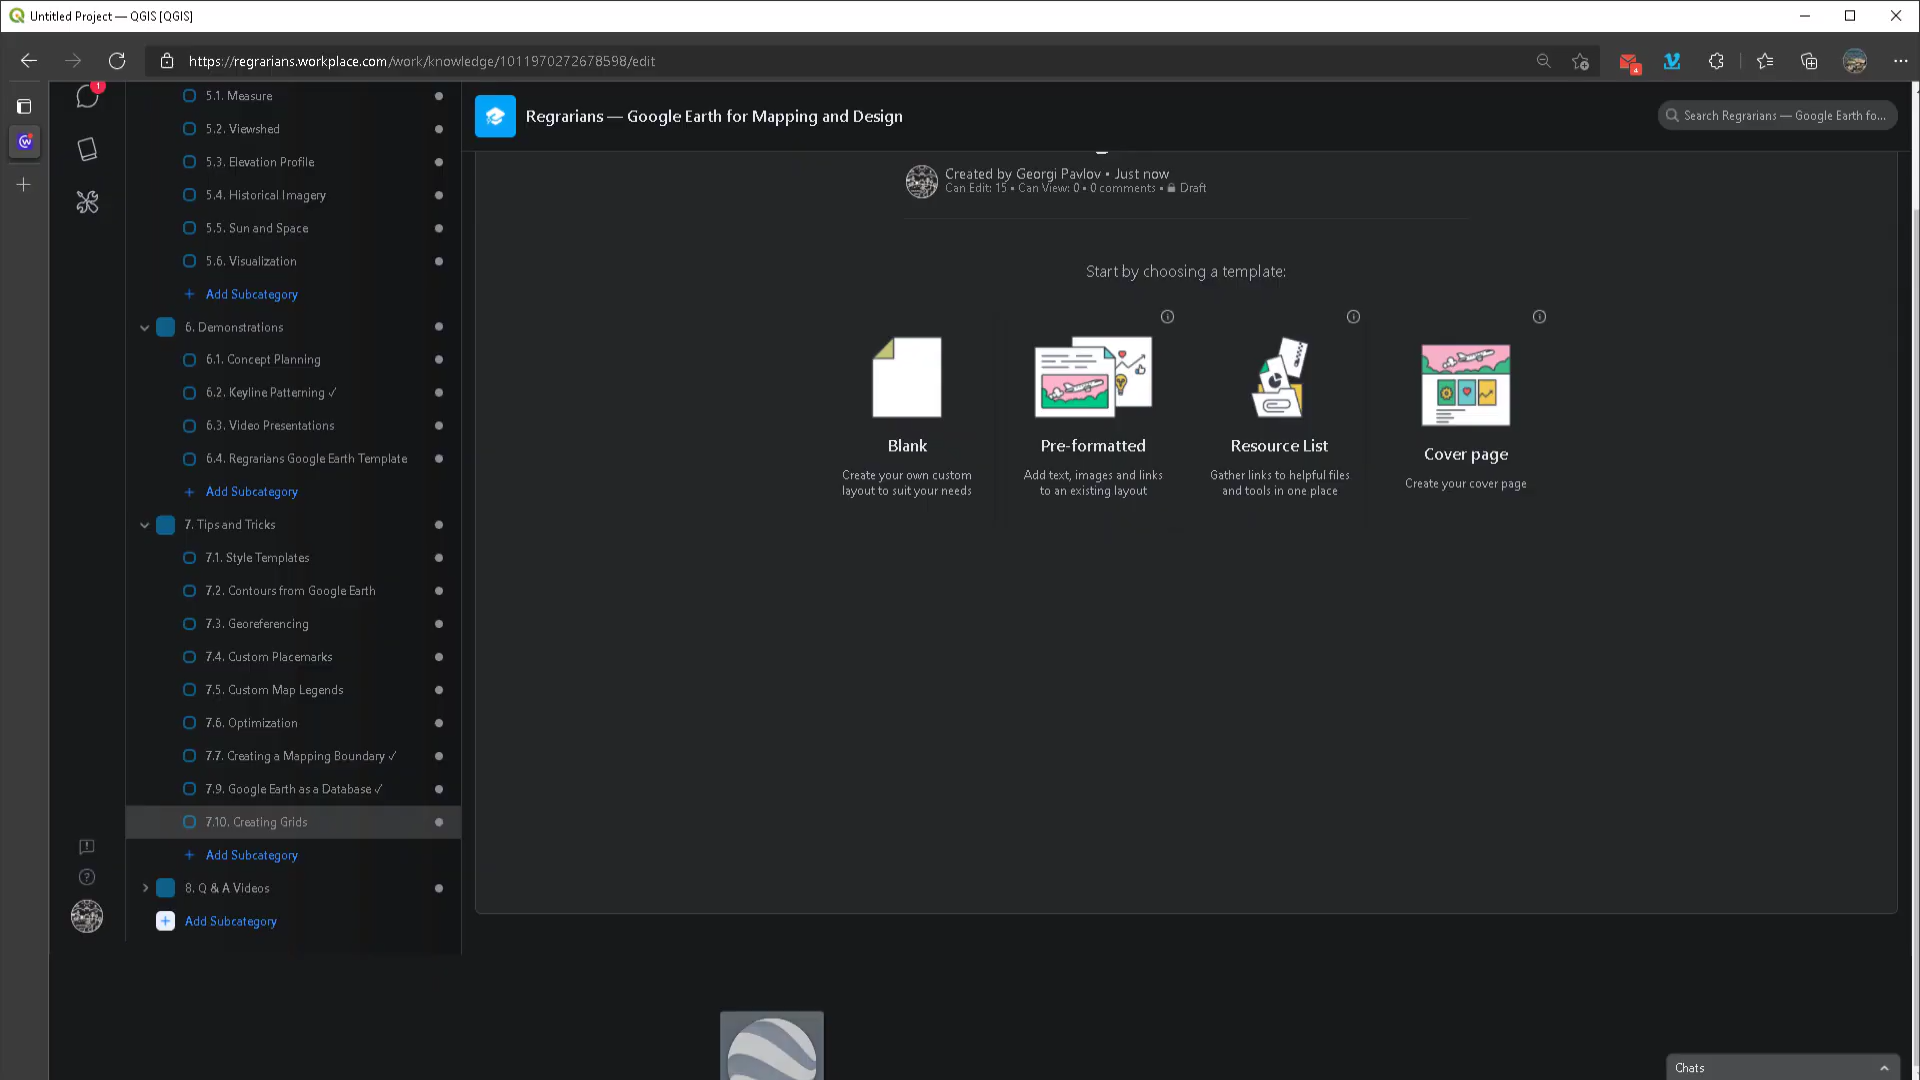 Untitled Project — QGIS [QGIS]
https://regrarians.workplace.com/work/knowledge/1011970272678598/edit
4
1
5.1. Measure
5.2. Viewshed
5.3. Elevation Profile
5.4. Historical Imagery
5.5. Sun and Space
5.6. Visualization
+ Add Subcategory
6. Demonstrations
6.1. Concept Planning
6.2. Keyline Patterning ✓
6.3. Video Presentations
6.4. Regrarians Google Earth Template
+ Add Subcategory
7. Tips and Tricks
7.1. Style Templates
7.2. Contours from Google Earth
7.3. Georeferencing
7.4. Custom Placemarks
7.5. Custom Map Legends
7.6. Optimization
7.7. Creating a Mapping Boundary ✓
7.9. Google Earth as a Database ✓
7.10. Creating Grids
+ Add Subcategory
8. Q & A Videos
+ Add Subcategory
Regrarians — Google Earth for Mapping and Design
Search Regrarians — Google Earth fo...
Created by Georgi Pavlov • Just now
Can Edit: 15 • Can View: 0 • 0 comments • Draft
Start by choosing a template:
Blank
Create your own custom
layout to suit your needs
Pre-formatted
Add text, images and links
to an existing layout
Resource List
Gather links to helpful files
and tools in one place
Cover page
Create your cover page
Chats